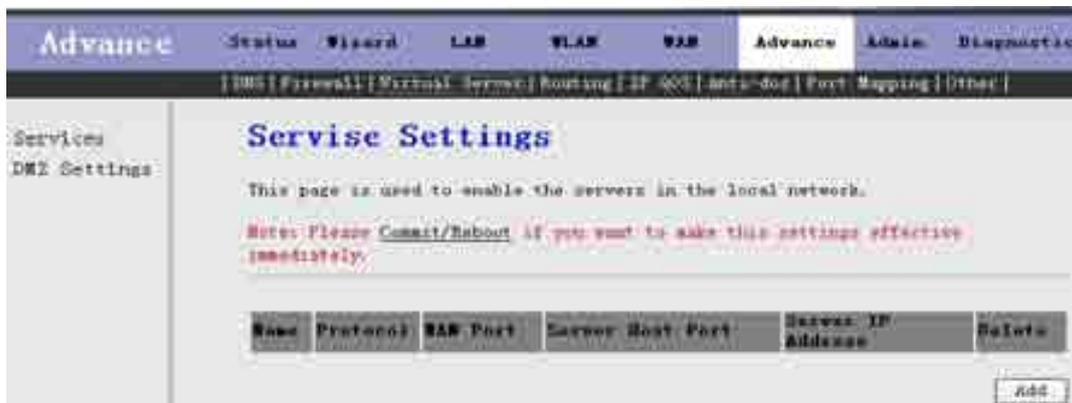 Advance
Status Wizard LAN WLAN WAN Advance Admin. Diagnostic
|DNS|Firewall|Virtual Server|Routing|IP QOS|Anti-dos|Port Mapping|Other|
Services
DMZ Settings
Servise Settings
This page is used to enable the servers in the local network.
Note: Please Commit/Reboot if you want to make this settings effective
immediately.
Name Protocol WAN Port Server Host Port Server IP Address Delete
Add